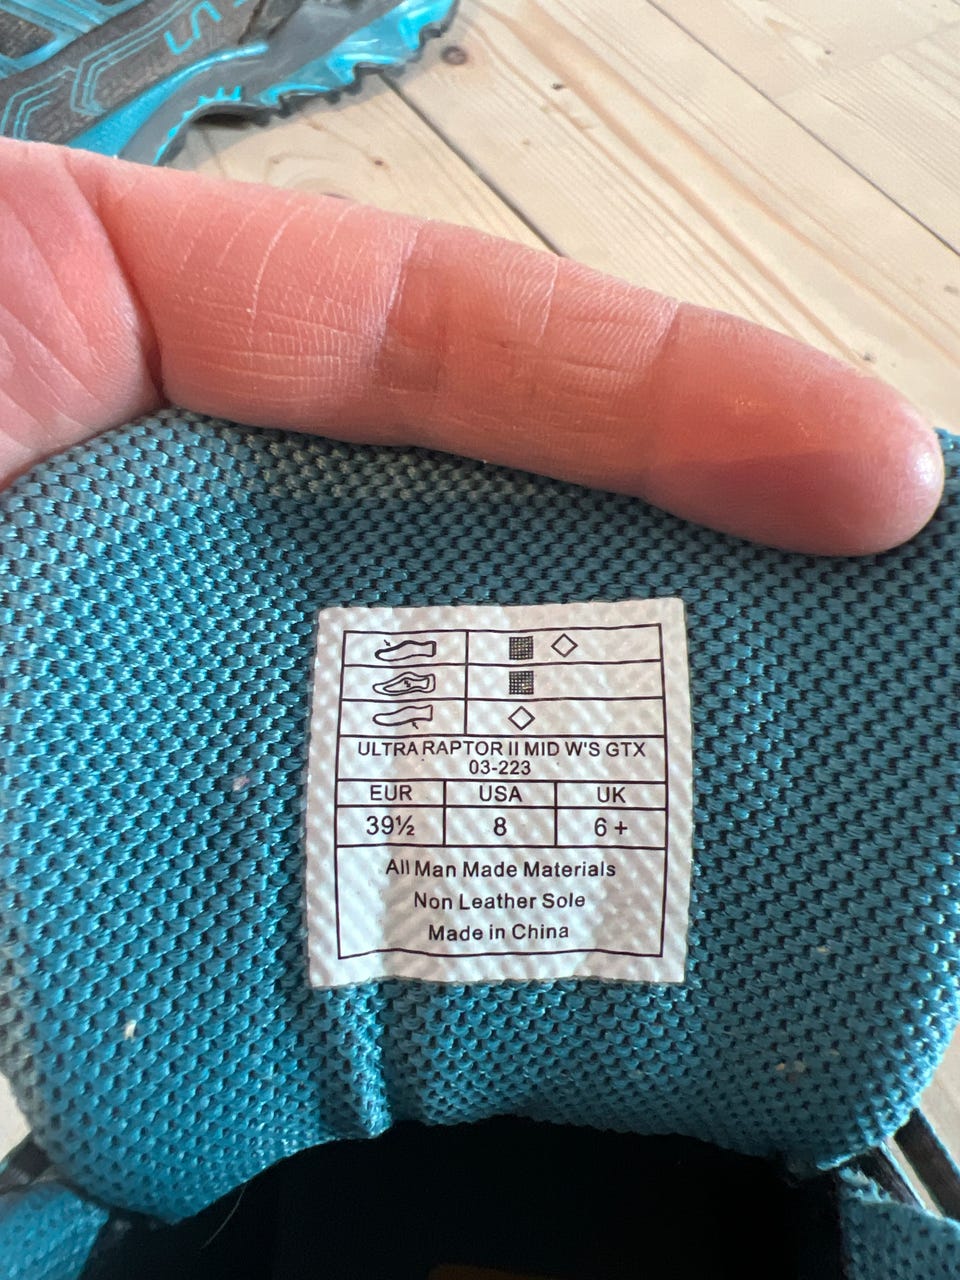 ULTRA RAPTOR II MID W'S GTX
03-223
EUR USA UK
39½ 8 6+
All Man Made Materials
Non Leather Sole
Made in China